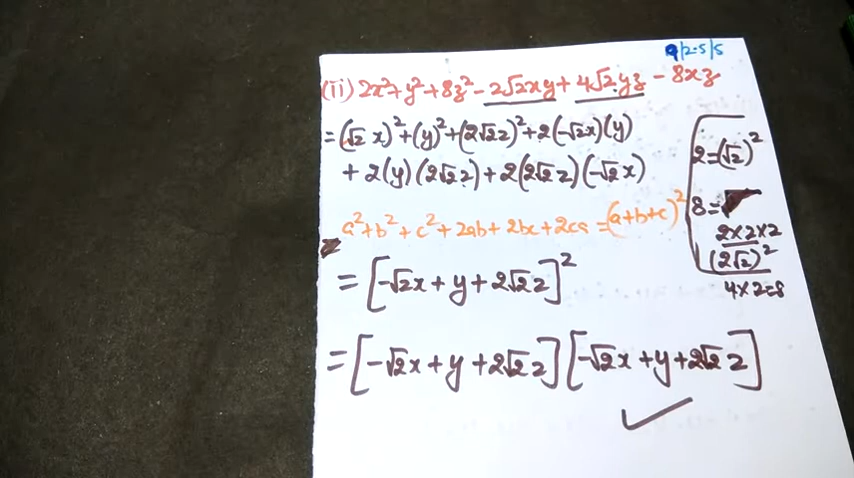 9/2.5/5
(ii) 2x²+y²+8z²-2√2xy+4√2yz-8xz
=(√2 x)²+(y)²+(2√2z)²+2(-√2x)(y)
+2(y)(2√2z)+2(2√2z)(-√2x)
a²+b²+c²+2ab+2bc+2ca=(a+b+c)²
=[-√2x+y+2√2z]²
=[-√2x+y+2√2z][-√2x+y+2√2z]
2=(√2)²
8=
2×2×2
(2√2)²
4×2=8